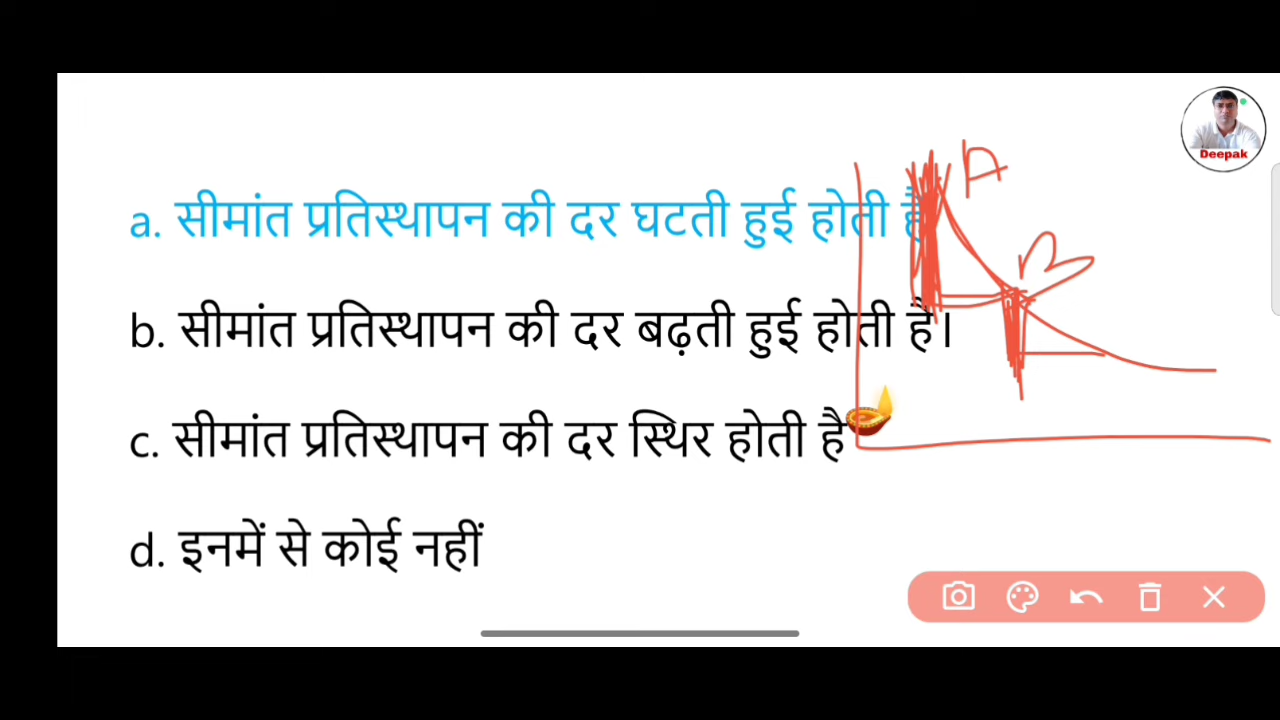 Deepak
a. सीमांत प्रतिस्थापन की दर घटती हुई होती है
A
B
b. सीमांत प्रतिस्थापन की दर बढ़ती हुई होती है।
c. सीमांत प्रतिस्थापन की दर स्थिर होती है
d. इनमें से कोई नहीं